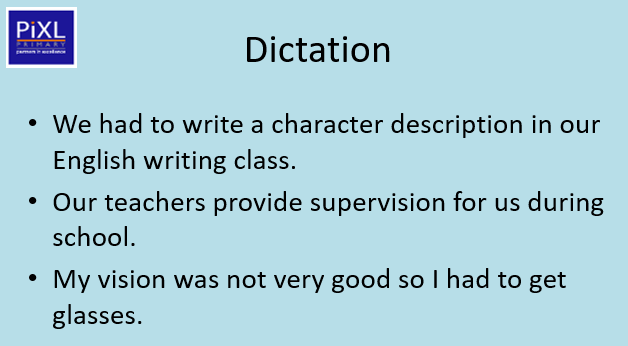 PiXL
PRIMARY
partners in excellence
Dictation
• We had to write a character description in our
English writing class.
• Our teachers provide supervision for us during
school.
• My vision was not very good so I had to get
glasses.